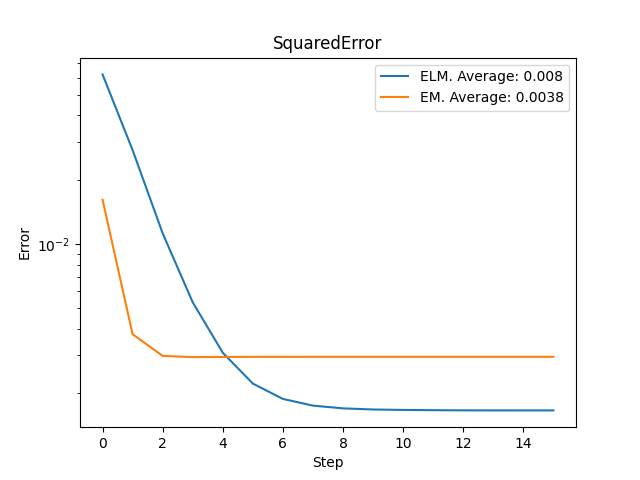 SquaredError
ELM. Average: 0.008
EM. Average: 0.0038
Error
10⁻²
0 2 4 6 8 10 12 14
Step